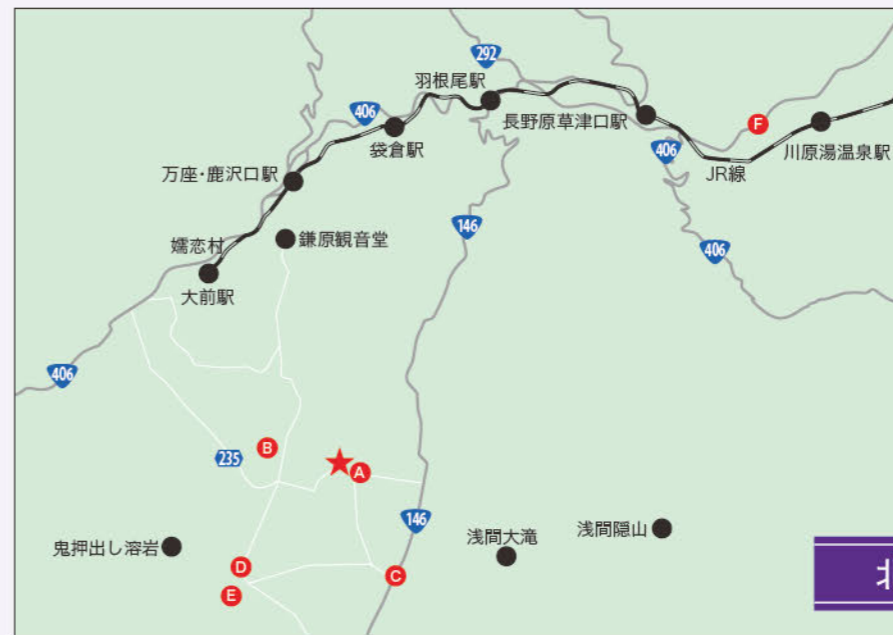 292
羽根尾駅
406
長野原草津口駅
F
袋倉駅
川原湯温泉駅
406
JR線
万座・鹿沢口駅
146
嬬恋村
鎌原観音堂
406
大前駅
406
B
235
A
146
浅間大滝
浅間隠山
鬼押出し溶岩
D
C
E
北